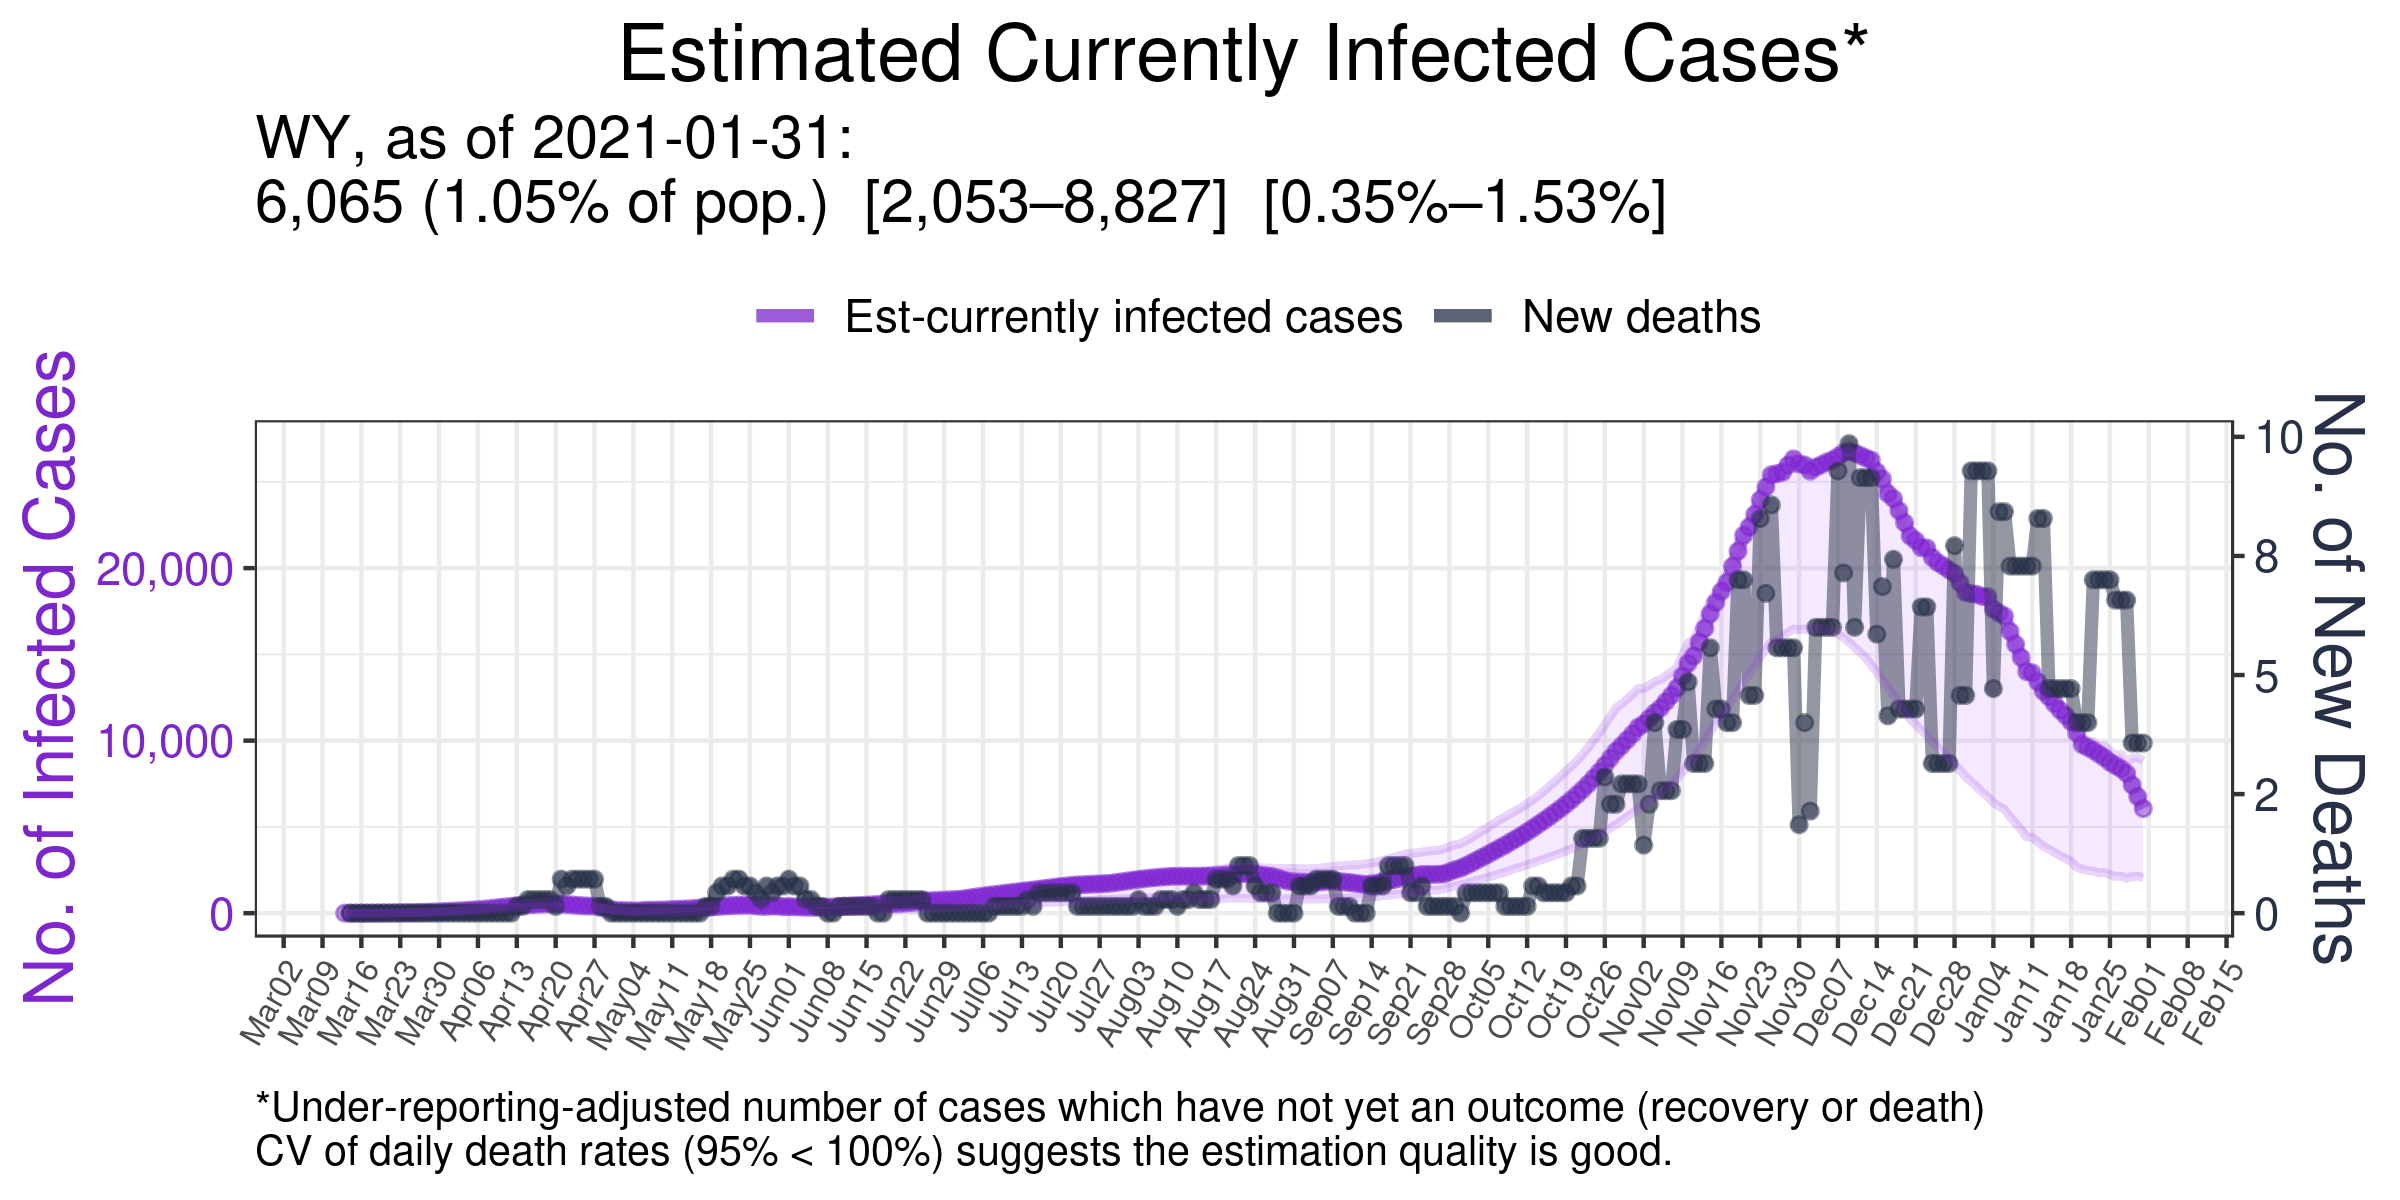 Estimated Currently Infected Cases*
WY, as of 2021-01-31:
6,065 (1.05% of pop.)  [2,053–8,827]  [0.35%–1.53%]
Est-currently infected cases
New deaths
No. of Infected Cases
20,000
10,000
0
10
8
5
2
0
No. of New Deaths
Mar02
Mar09
Mar16
Mar23
Mar30
Apr06
Apr13
Apr20
Apr27
May04
May11
May18
May25
Jun01
Jun08
Jun15
Jun22
Jun29
Jul06
Jul13
Jul20
Jul27
Aug03
Aug10
Aug17
Aug24
Aug31
Sep07
Sep14
Sep21
Sep28
Oct05
Oct12
Oct19
Oct26
Nov02
Nov09
Nov16
Nov23
Nov30
Dec07
Dec14
Dec21
Dec28
Jan04
Jan11
Jan18
Jan25
Feb01
Feb08
Feb15
*Under-reporting-adjusted number of cases which have not yet an outcome (recovery or death)
CV of daily death rates (95% < 100%) suggests the estimation quality is good.